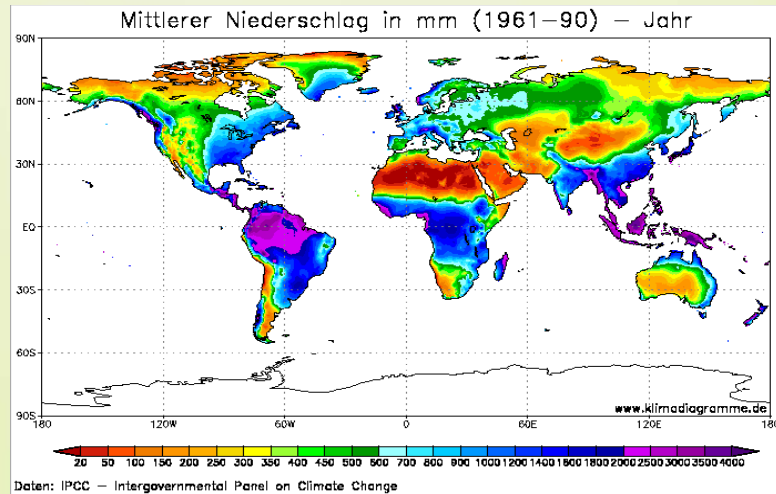 Mittlerer Niederschlag in mm (1961-90) - Jahr
90N
60N
30N
EQ
30S
60S
90S
www.klimadiagramme.de
180 120W 60W 0 60E 120E 180
20 50 100 150 200 250 300 350 400 450 500 600 700 800 900 1000 1200 1400 1600 1800 2000 2500 3000 3500 4000
Daten: IPCC - Intergovernmental Panel on Climate Change